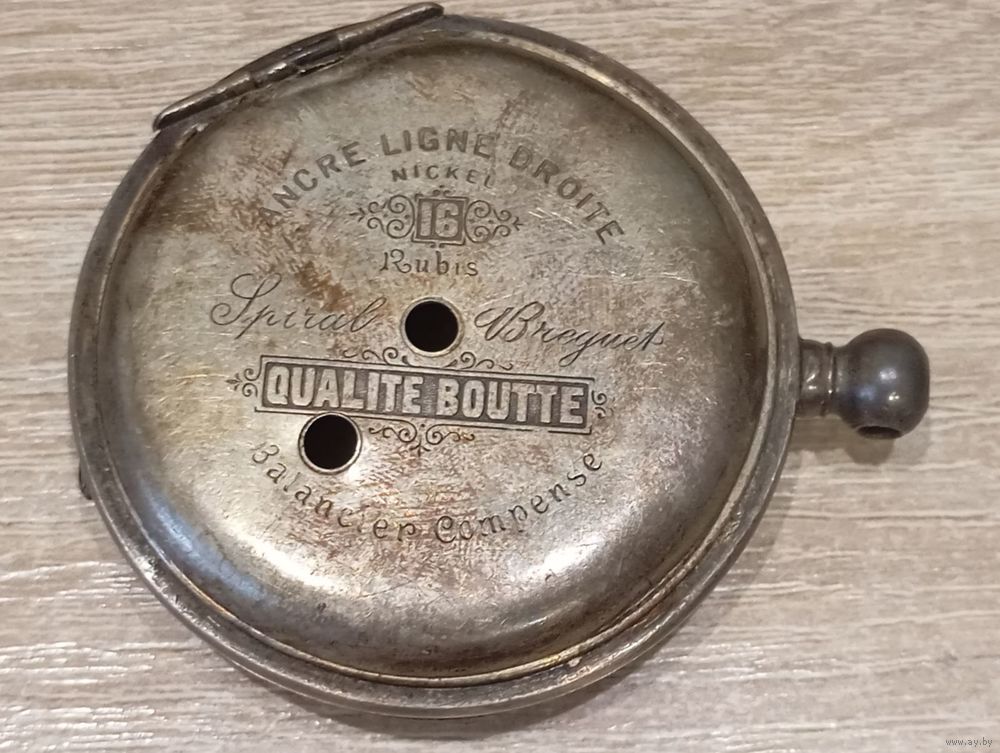 ANCRE LIGNE DROITE
NICKEL
16
Rubis
Spiral Breguet
QUALITE BOUTTE
Balancier Compense
www.ay.by